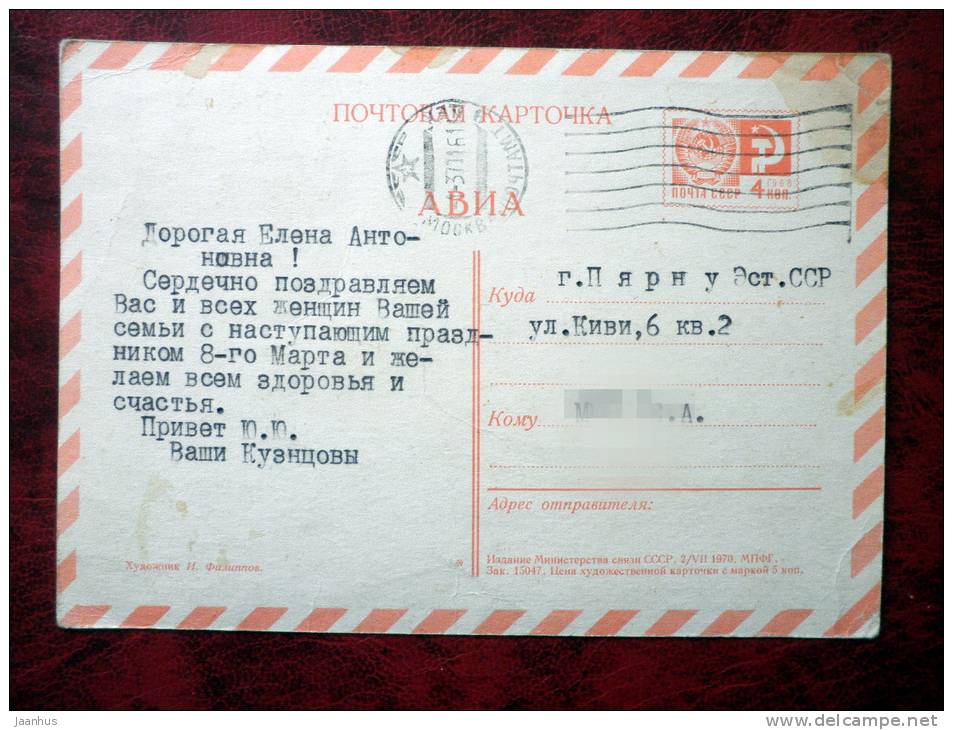 ПОЧТОВАЯ КАРТОЧКА
АВИА
МОСКВА
ПОЧТА СССР 4 КОП.
Дорогая Елена Анто-
новна !
Сердечно поздравляем
Вас и всех женщин Вашей
семьи с наступающим празд-
ником 8-го Марта и же-
лаем всем здоровья и
счастья.
Привет Ю.Ю.
Ваши Кузнцовы
Куда г.Пярну Эст.ССР
ул.Киви,6 кв.2
Кому М .А.
Адрес отправителя:
Художник И. Филиппов.
Издание Министерства связи СССР. 2/VII 1970. МПФГ.
Зак. 15047. Цена художественной карточки с маркой 5 коп.
Jaanhus
www.delcampe.net